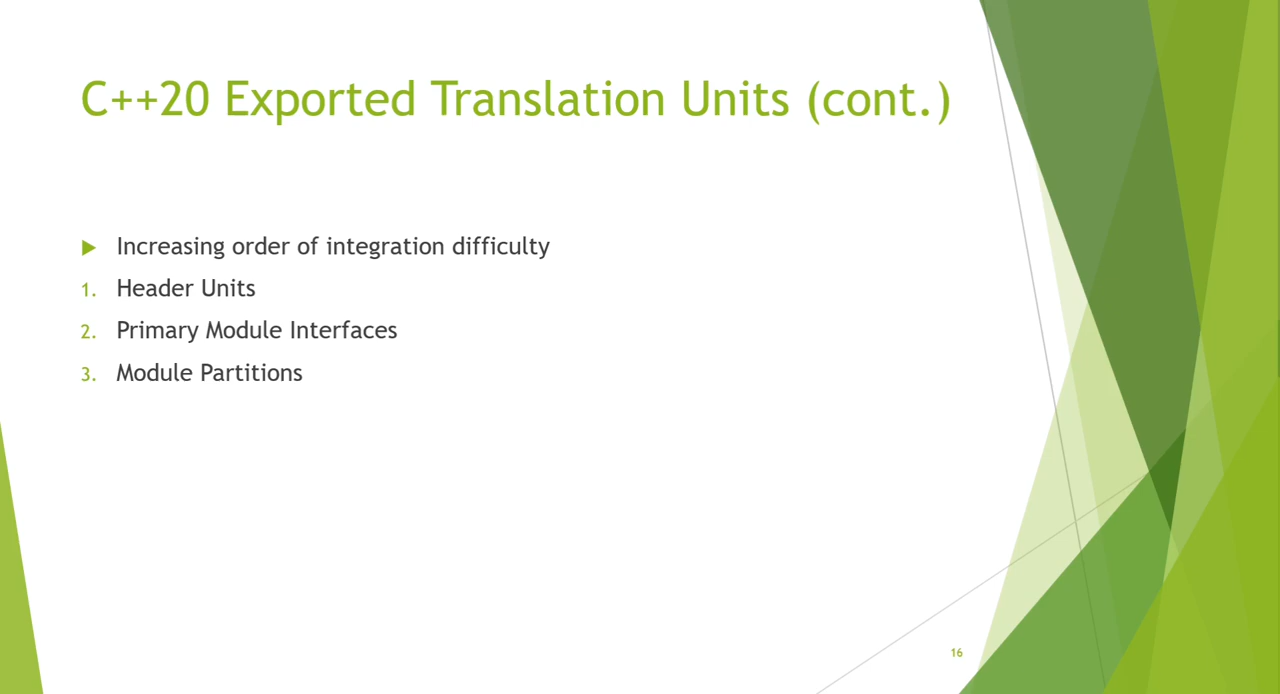 C++20 Exported Translation Units (cont.)
Increasing order of integration difficulty
1. Header Units
2. Primary Module Interfaces
3. Module Partitions
16